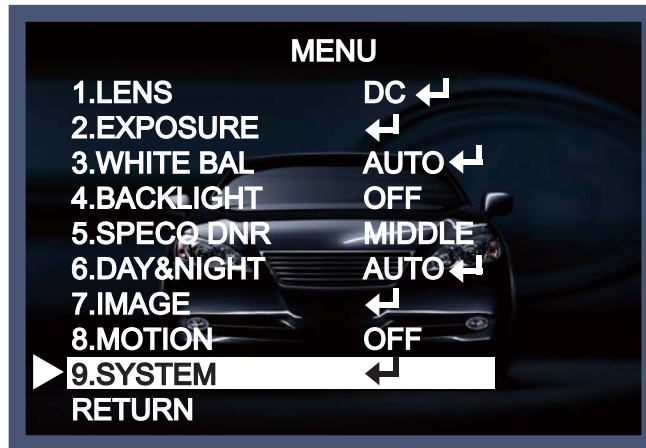 MENU
1.LENS DC ↵
2.EXPOSURE ↵
3.WHITE BAL AUTO ↵
4.BACKLIGHT OFF
5.SPECO DNR MIDDLE
6.DAY&NIGHT AUTO ↵
7.IMAGE ↵
8.MOTION OFF
9.SYSTEM ↵
RETURN